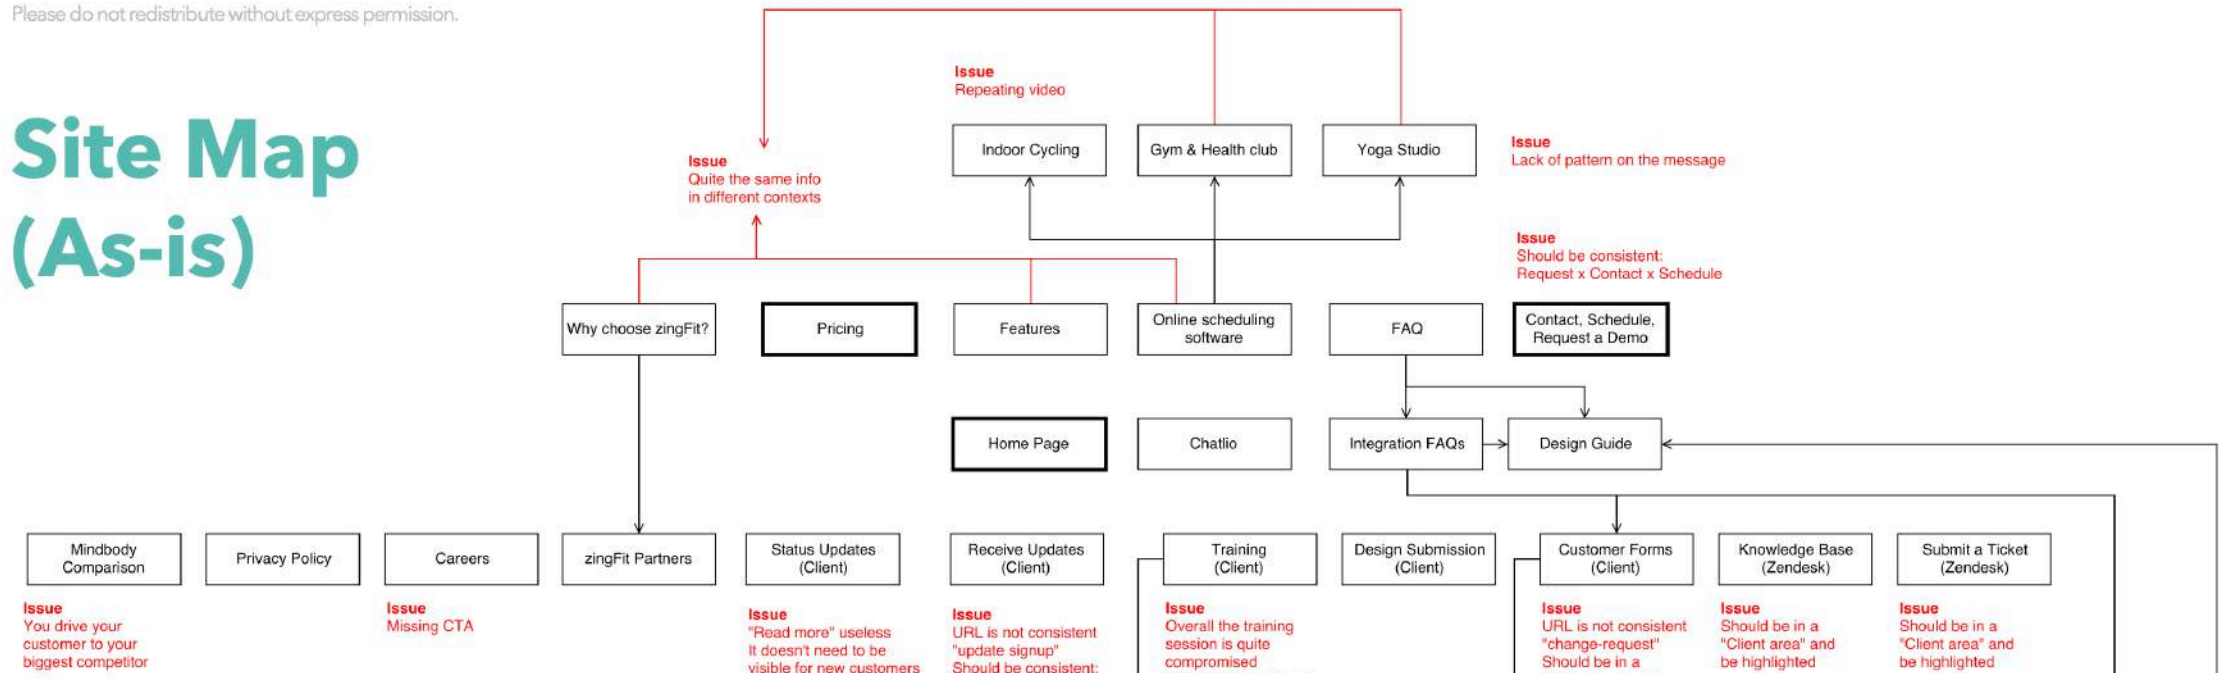 Please do not redistribute without express permission.
Site Map
(As-is)
Issue
Repeating video
Indoor Cycling
Gym & Health club
Yoga Studio
Issue
Lack of pattern on the message
Issue
Quite the same info
in different contexts
Issue
Should be consistent:
Request x Contact x Schedule
Why choose zingFit?
Pricing
Features
Online scheduling
software
FAQ
Contact, Schedule,
Request a Demo
Home Page
Chatlio
Integration FAQs
Design Guide
Mindbody
Comparison
Privacy Policy
Careers
zingFit Partners
Status Updates
(Client)
Receive Updates
(Client)
Training
(Client)
Design Submission
(Client)
Customer Forms
(Client)
Knowledge Base
(Zendesk)
Submit a Ticket
(Zendesk)
Issue
You drive your
customer to your
biggest competitor
Issue
Missing CTA
Issue
"Read more" useless
It doesn't need to be
visible for new customers
Issue
URL is not consistent
"update signup"
Should be consistent:
Issue
Overall the training
session is quite
compromised
Issue
URL is not consistent
"change-request"
Should be in a
Issue
Should be in a
"Client area" and
be highlighted
Issue
Should be in a
"Client area" and
be highlighted